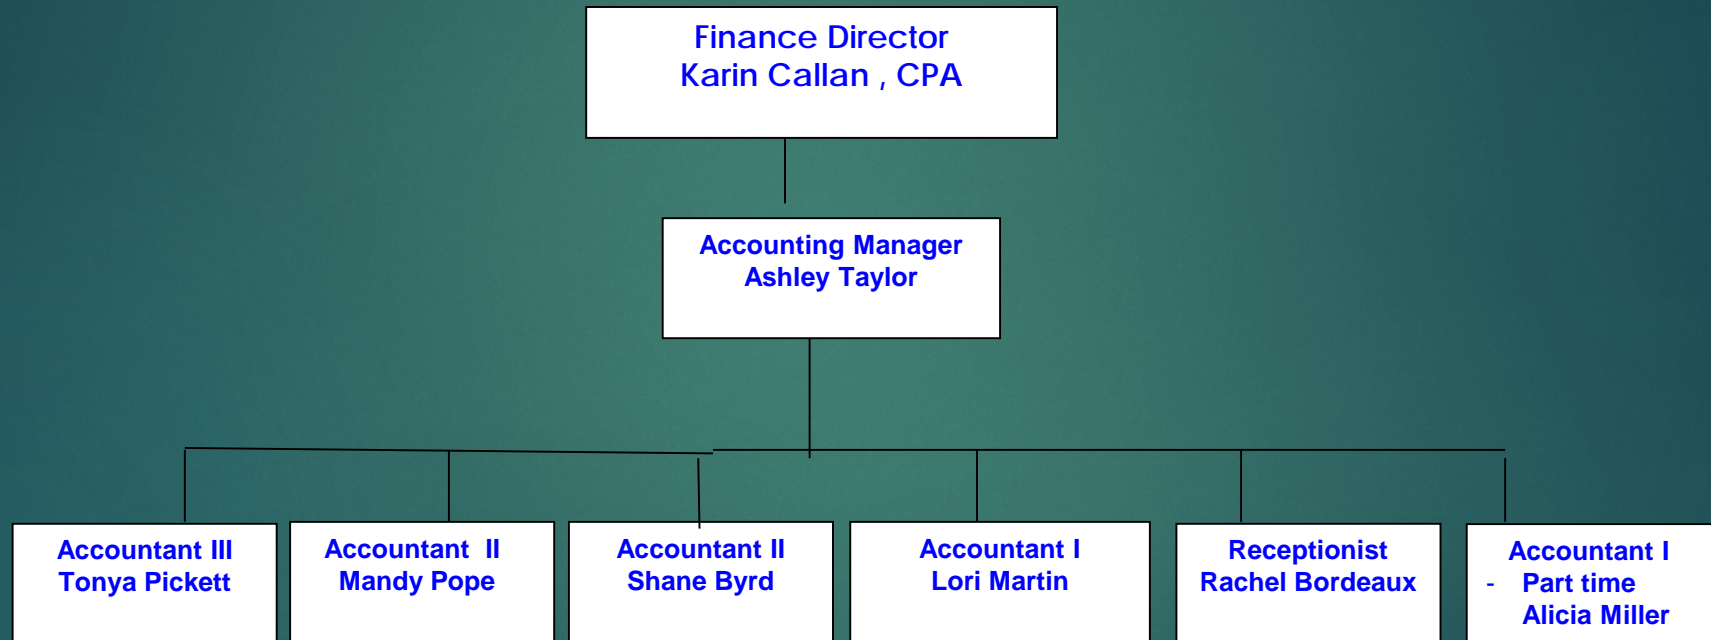 Finance Director
Karin Callan , CPA
Accounting Manager
Ashley Taylor
Accountant III
Tonya Pickett
Accountant  II
Mandy Pope
Accountant II
Shane Byrd
Accountant I
Lori Martin
Receptionist
Rachel Bordeaux
Accountant I
- Part time
Alicia Miller